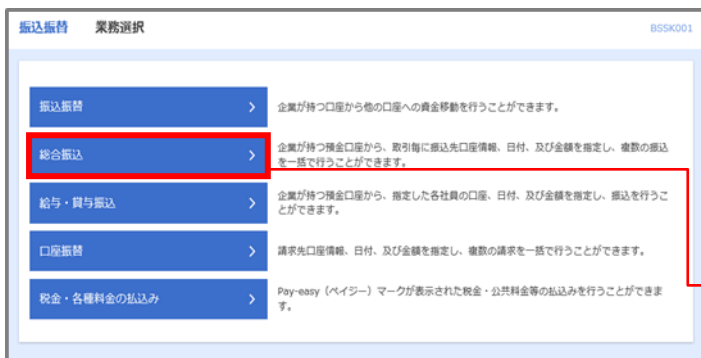 振込振替 業務選択 BSSK001
振込振替 >
企業が持つ口座から他の口座への資金移動を行うことができます。
総合振込 >
企業が持つ預金口座から、取引毎に振込先口座情報、日付、及び金額を指定し、複数の振込
を一括で行うことができます。
給与・賞与振込 >
企業が持つ預金口座から、指定した各社員の口座、日付、及び金額を指定し、振込を行うこ
とができます。
口座振替 >
請求先口座情報、日付、及び金額を指定し、複数の請求を一括で行うことができます。
税金・各種料金の払込み >
Pay-easy（ペイジー）マークが表示された税金・公共料金等の払込みを行うことができま
す。